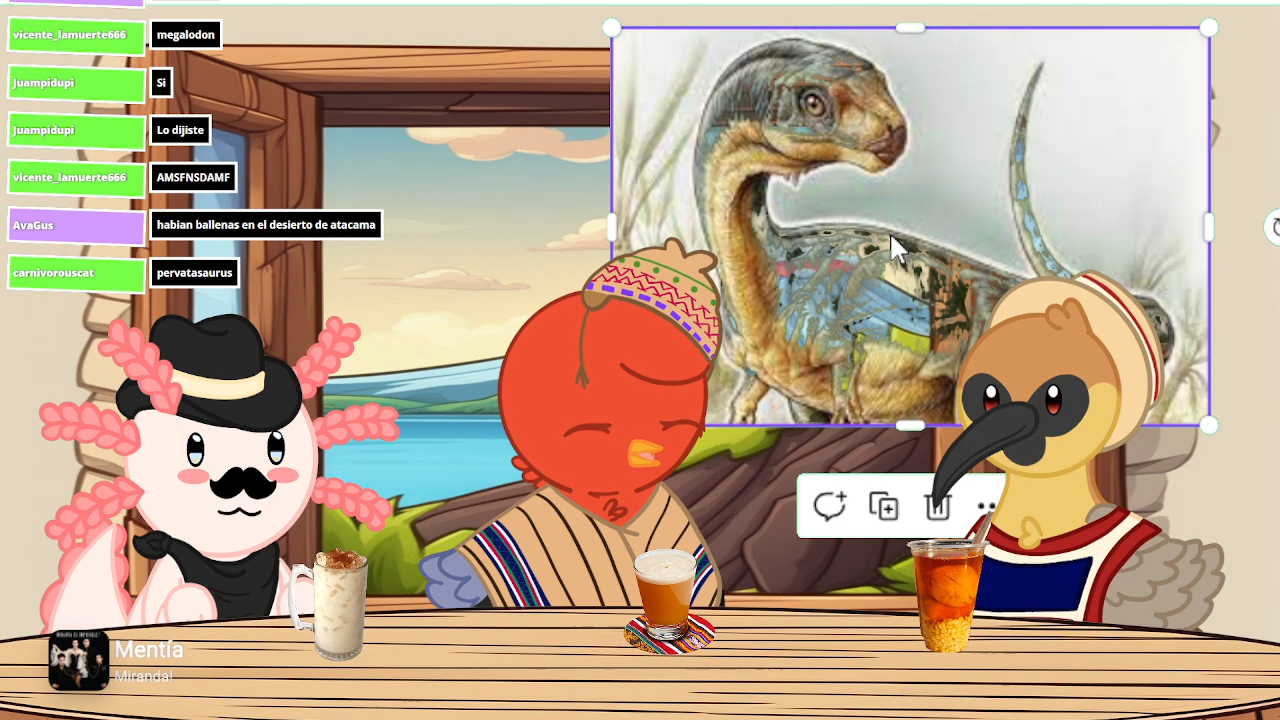 vicente_lamuerte666 megalodon
Juampidupi Si
Juampidupi Lo dijiste
vicente_lamuerte666 AMSFNSDAMF
AvaGus habian ballenas en el desierto de atacama
carnivorouscat pervatasaurus
Mentía
Miranda!